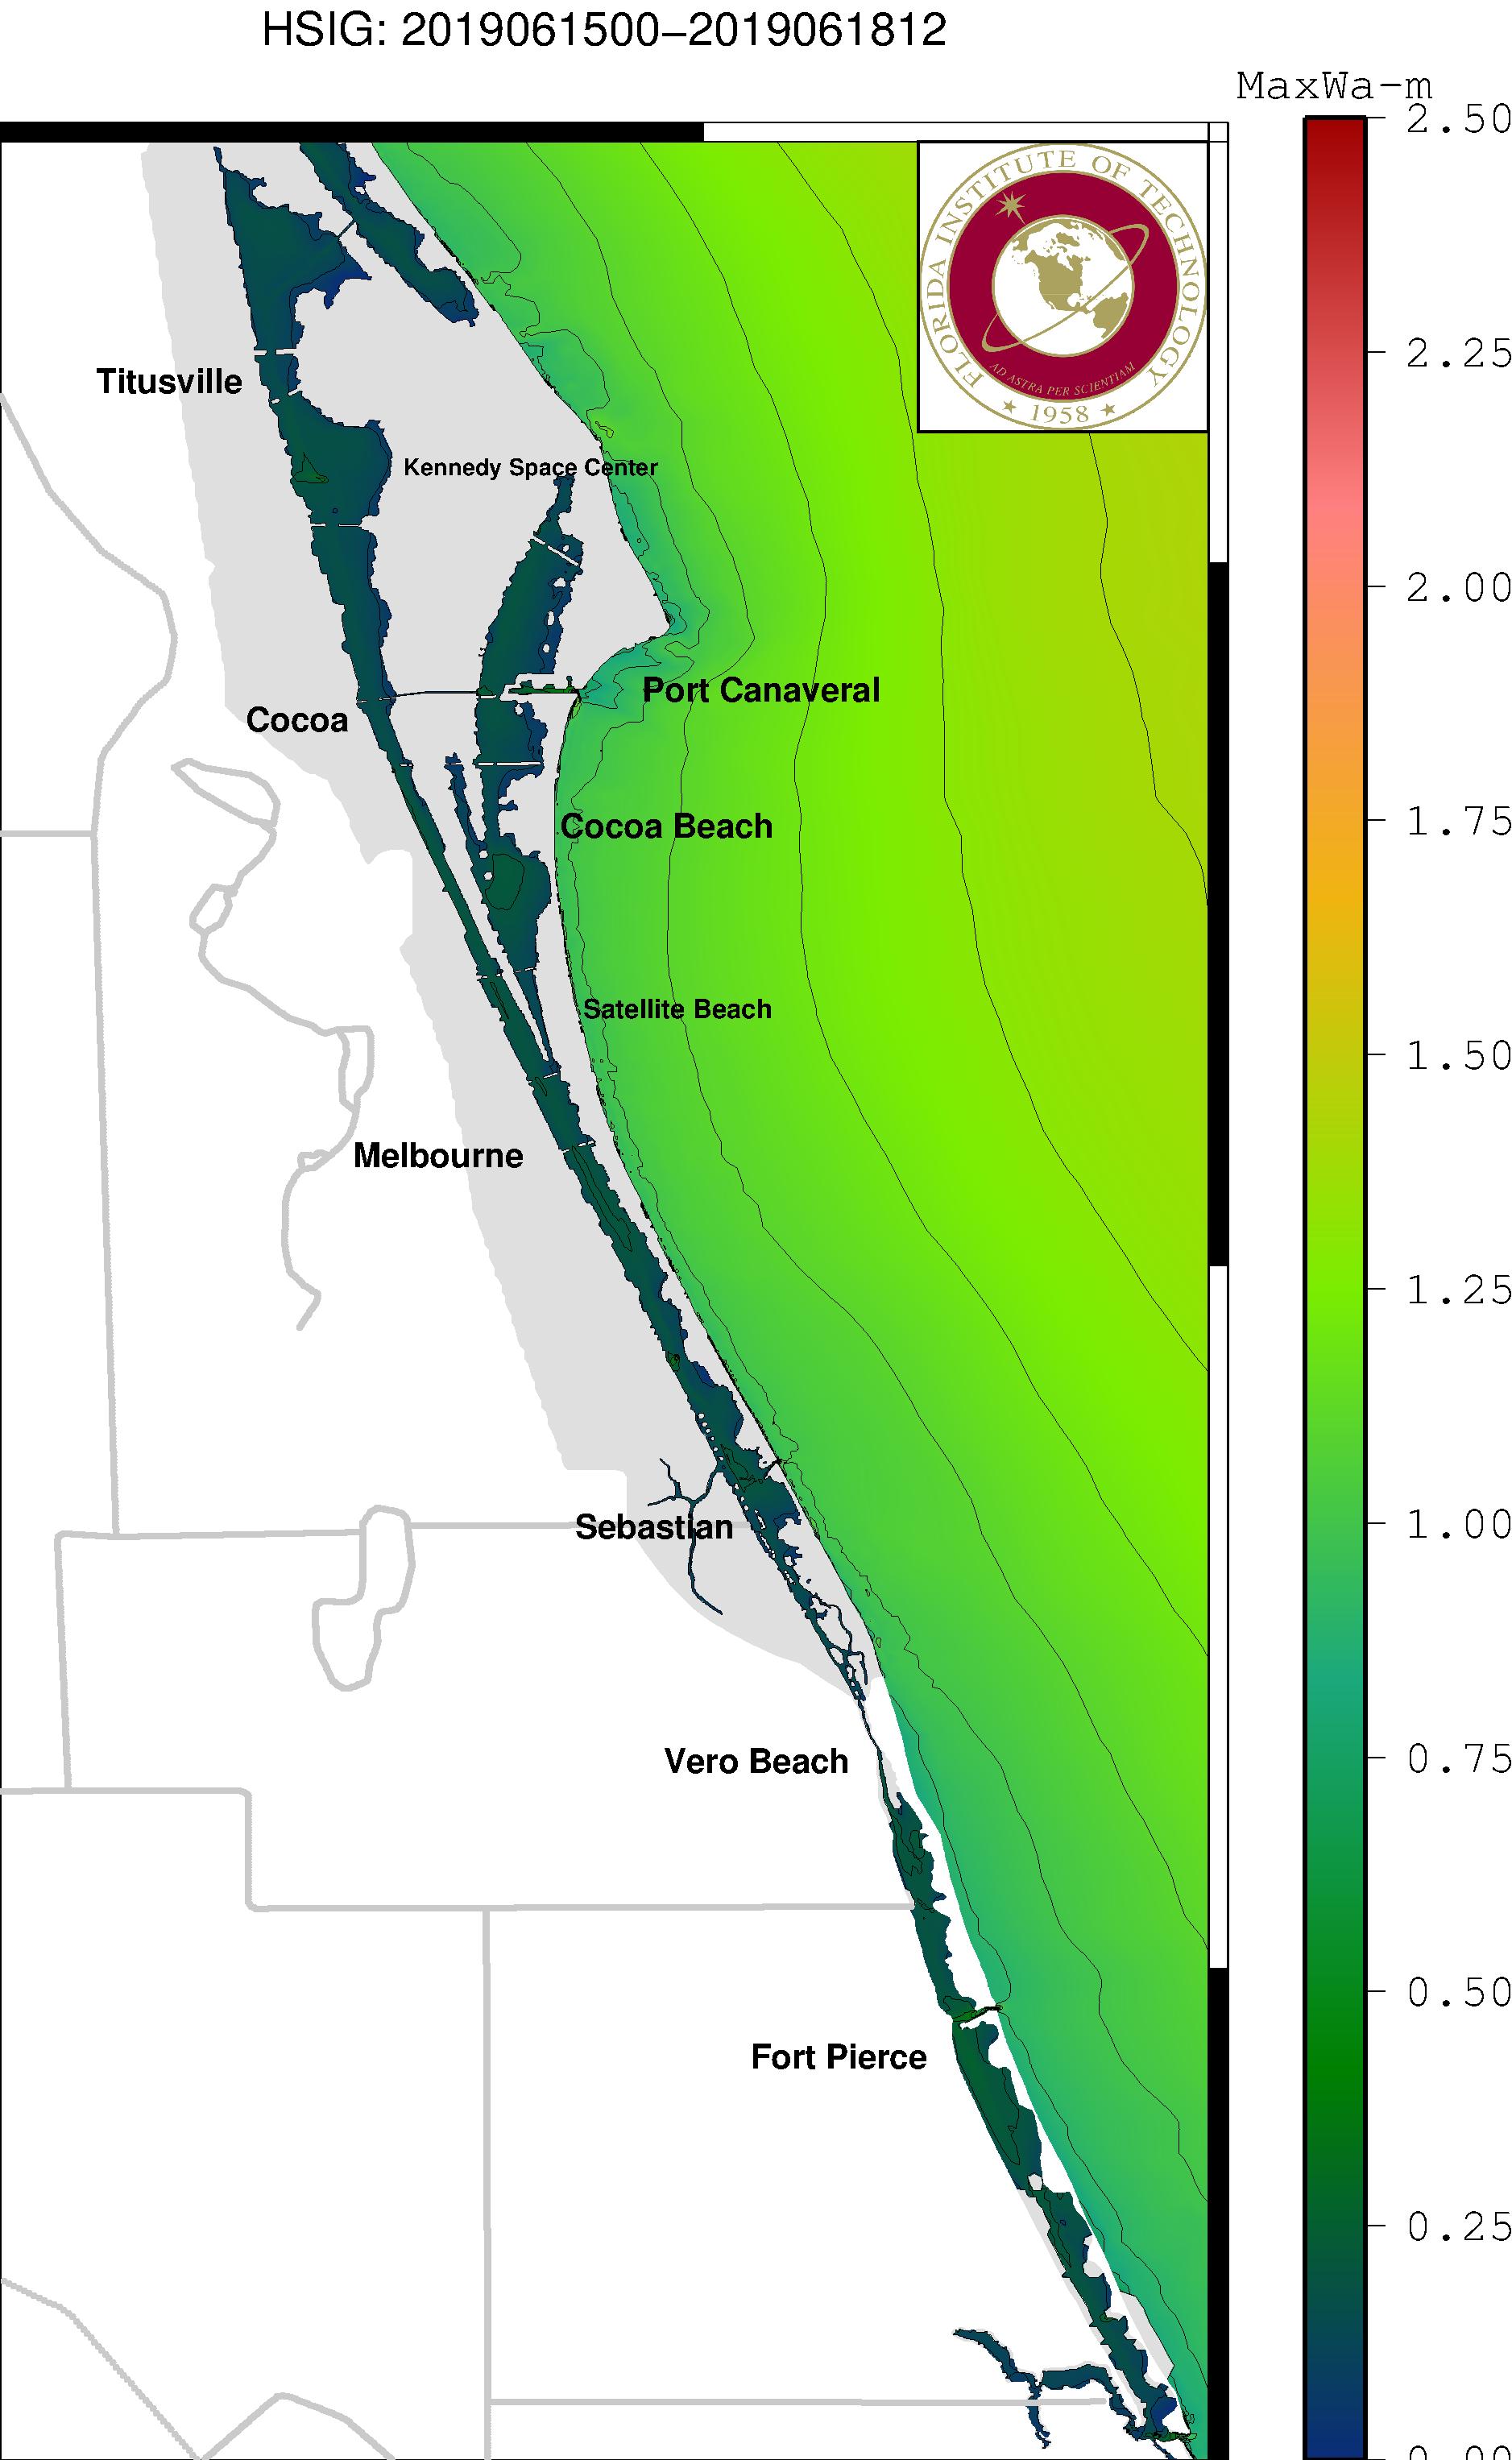 HSIG: 2019061500–2019061812
MaxWa-m
2.50
2.25
2.00
1.75
1.50
1.25
1.00
0.75
0.50
0.25
0.00
FLORIDA INSTITUTE OF TECHNOLOGY
AD ASTRA PER SCIENTIAM
★ 1958 ★
Titusville
Kennedy Space Center
Port Canaveral
Cocoa
Cocoa Beach
Satellite Beach
Melbourne
Sebastian
Vero Beach
Fort Pierce